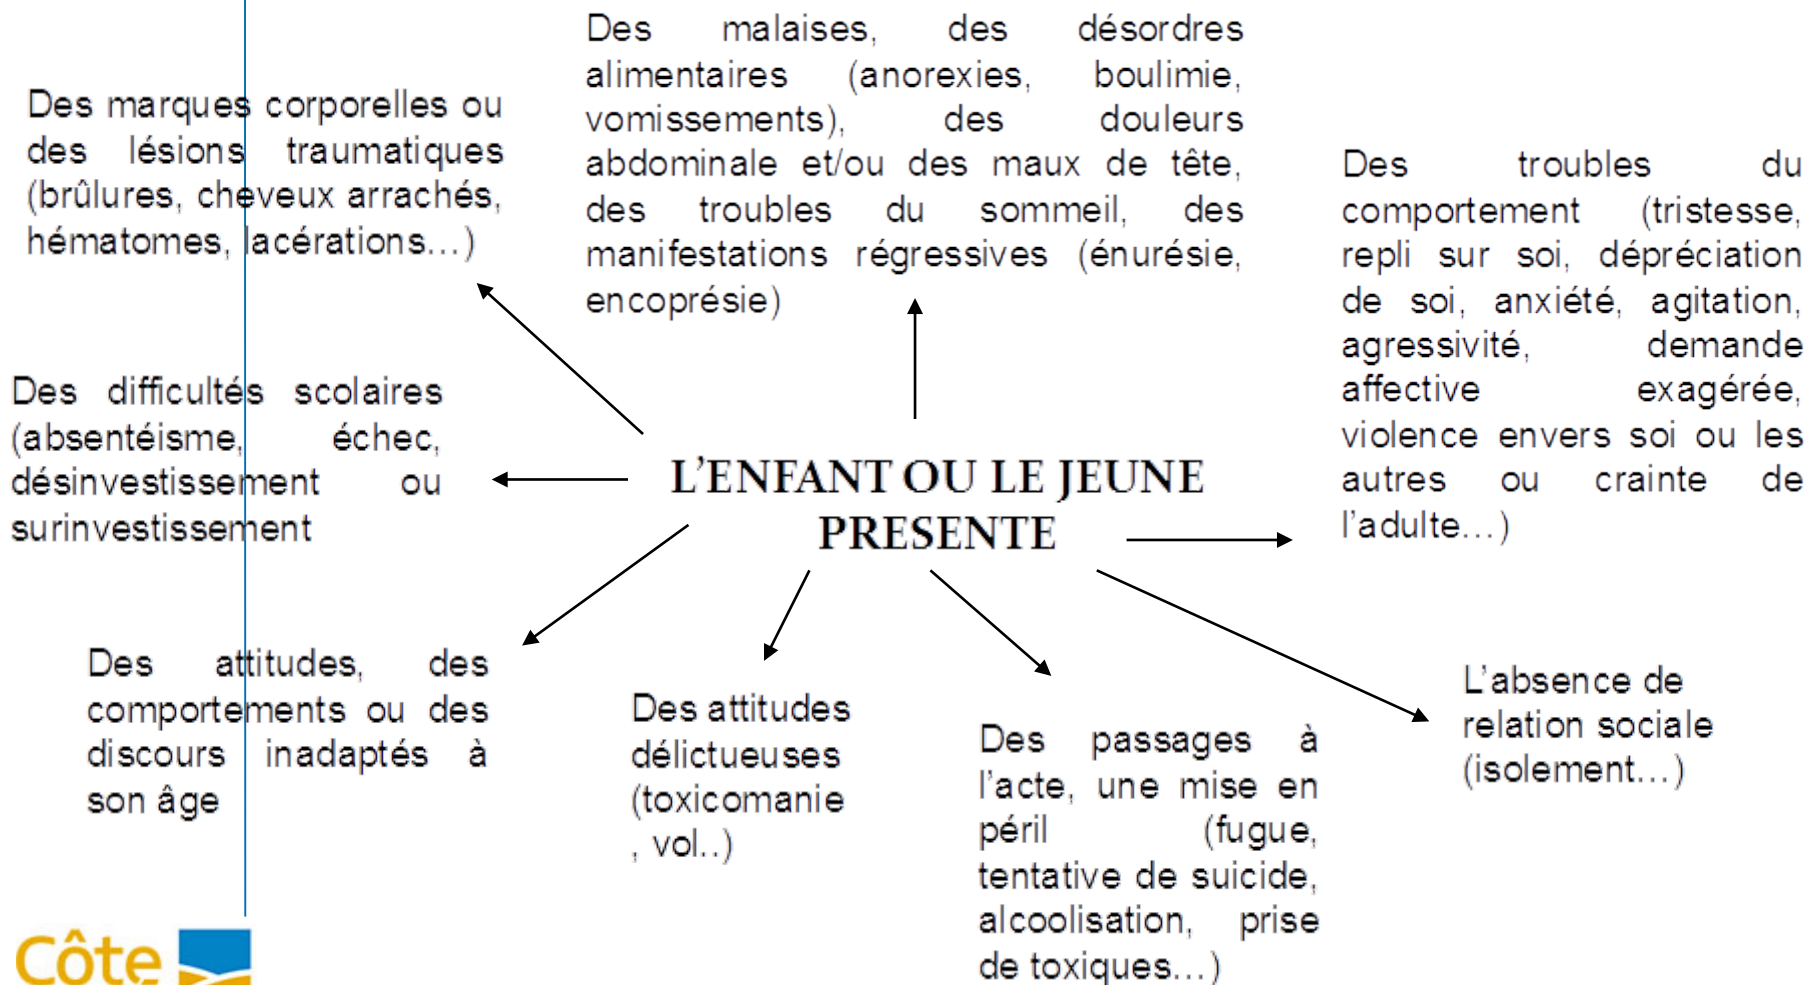 Des malaises, des désordres
alimentaires (anorexies, boulimie,
vomissements), des douleurs
abdominale et/ou des maux de tête,
des troubles du sommeil, des
manifestations régressives (énurésie,
encoprésie)
Des marques corporelles ou
des lésions traumatiques
(brûlures, cheveux arrachés,
hématomes, lacérations...)
Des troubles du
comportement (tristesse,
repli sur soi, dépréciation
de soi, anxiété, agitation,
agressivité, demande
affective exagérée,
violence envers soi ou les
autres ou crainte de
l'adulte...)
Des difficultés scolaires
(absentéisme, échec,
désinvestissement ou
surinvestissement
L'ENFANT OU LE JEUNE
PRESENTE
Des attitudes, des
comportements ou des
discours inadaptés à
son âge
Des attitudes
délictueuses
(toxicomanie
, vol..)
Des passages à
l'acte, une mise en
péril (fugue,
tentative de suicide,
alcoolisation, prise
de toxiques...)
L'absence de
relation sociale
(isolement...)
Côte